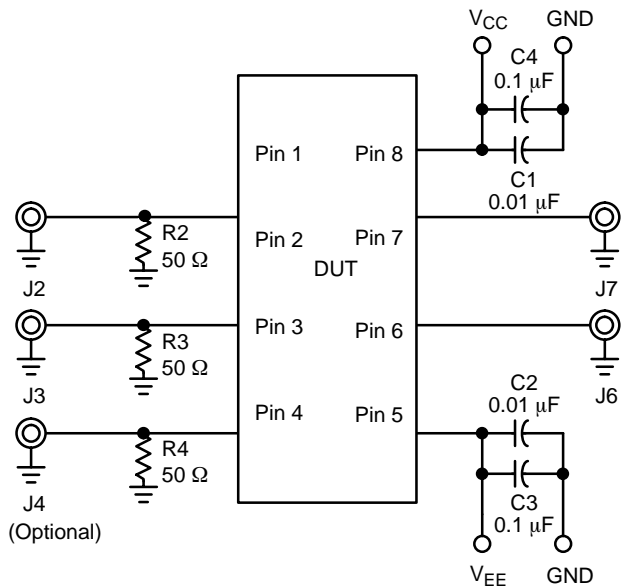 V_CC GND
C4
0.1 μF
Pin 1 Pin 8
C1
0.01 μF
R2
50 Ω
Pin 2 Pin 7
DUT
J2 J7
R3
50 Ω
Pin 3 Pin 6
J3 J6
C2
0.01 μF
Pin 4 Pin 5
R4
50 Ω
J4
(Optional)
C3
0.1 μF
V_EE GND